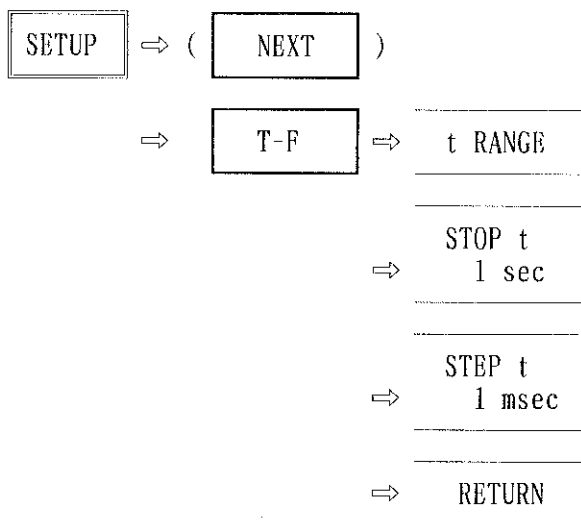 SETUP ⇨ ( NEXT )
⇨ T-F ⇨ t RANGE
STOP t
⇨ 1 sec
STEP t
⇨ 1 msec
⇨ RETURN